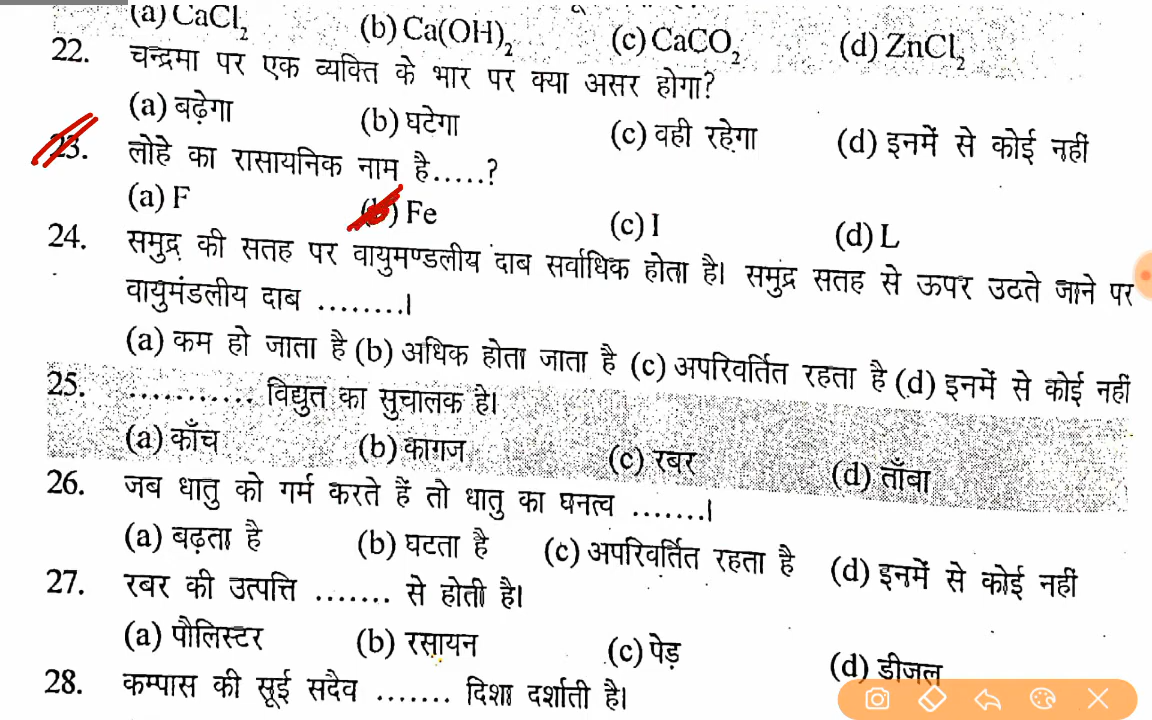 (a) CaCl₂ (b) Ca(OH)₂ (c) CaCO₂ (d) ZnCl₂
22. चन्द्रमा पर एक व्यक्ति के भार पर क्या असर होगा?
(a) बढ़ेगा (b) घटेगा (c) वही रहेगा (d) इनमें से कोई नहीं
23. लोहे का रासायनिक नाम है.....?
(a) F (b) Fe (c) I (d) L
24. समुद्र की सतह पर वायुमण्डलीय दाब सर्वाधिक होता है। समुद्र सतह से ऊपर उठते जाने पर
वायुमंडलीय दाब ........।
(a) कम हो जाता है (b) अधिक होता जाता है (c) अपरिवर्तित रहता है (d) इनमें से कोई नहीं
25. ............ विद्युत का सुचालक है।
(a) काँच (b) कागज (c) रबर (d) ताँबा
26. जब धातु को गर्म करते हैं तो धातु का घनत्व .......।
(a) बढ़ता है (b) घटता है (c) अपरिवर्तित रहता है (d) इनमें से कोई नहीं
27. रबर की उत्पत्ति ....... से होती है।
(a) पौलिस्टर (b) रसायन (c) पेड़ (d) डीजल
28. कम्पास की सूई सदैव ....... दिशा दर्शाती है।